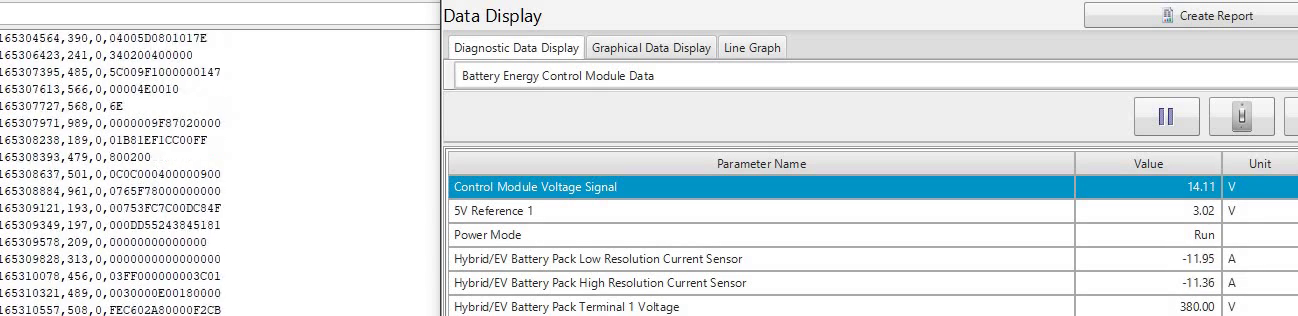 165304564,390,0,04005D0801017E
165306423,241,0,340200400000
165307395,485,0,5C009F1000000147
165307613,566,0,00004E0010
165307727,568,0,6E
165307971,989,0,0000009F87020000
165308238,189,0,01B81EF1CC00FF
165308393,479,0,800200
165308637,501,0,0C0C000400000900
165308884,961,0,0765F78000000000
165309121,193,0,00753FC7C00DC84F
165309349,197,0,000DD55243845181
165309578,209,0,00000000000000
165309828,313,0,0000000000000000
165310078,456,0,03FF000000003C01
165310321,489,0,0030000E00180000
165310557,508,0,FEC602A80000F2CB
Data Display
Create Report
Diagnostic Data Display
Graphical Data Display
Line Graph
Battery Energy Control Module Data
Parameter Name Value Unit
Control Module Voltage Signal 14.11 V
5V Reference 1 3.02 V
Power Mode Run
Hybrid/EV Battery Pack Low Resolution Current Sensor -11.95 A
Hybrid/EV Battery Pack High Resolution Current Sensor -11.36 A
Hybrid/EV Battery Pack Terminal 1 Voltage 380.00 V